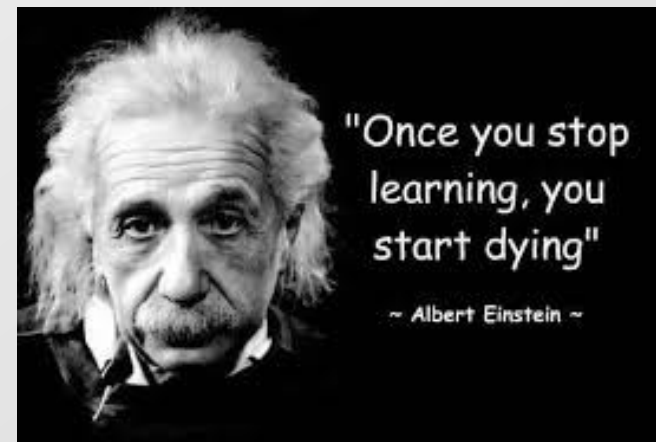 "Once you stop
learning, you
start dying"
~ Albert Einstein ~